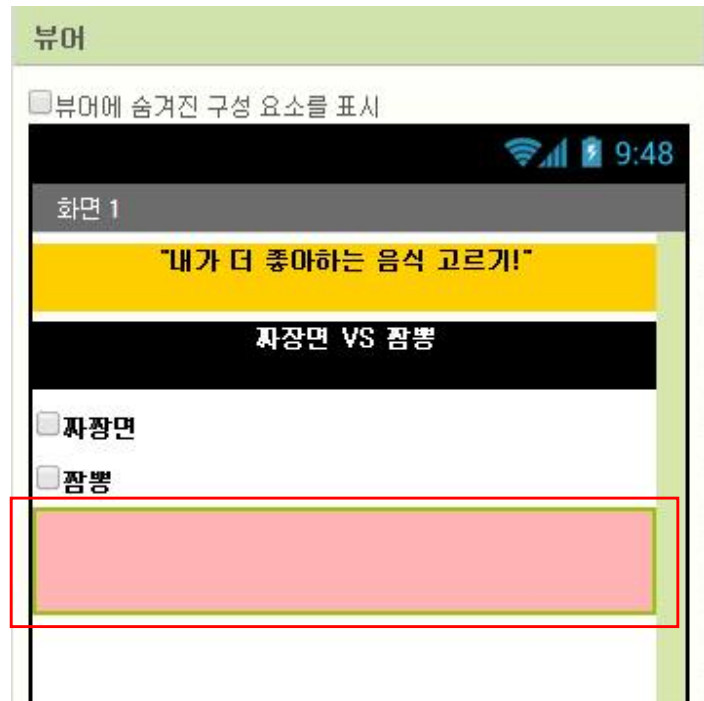 뷰어
뷰어에 숨겨진 구성 요소를 표시
9:48
화면 1
"내가 더 좋아하는 음식 고르기!"
짜장면 VS 짬뽕
짜짱면
짬뽕